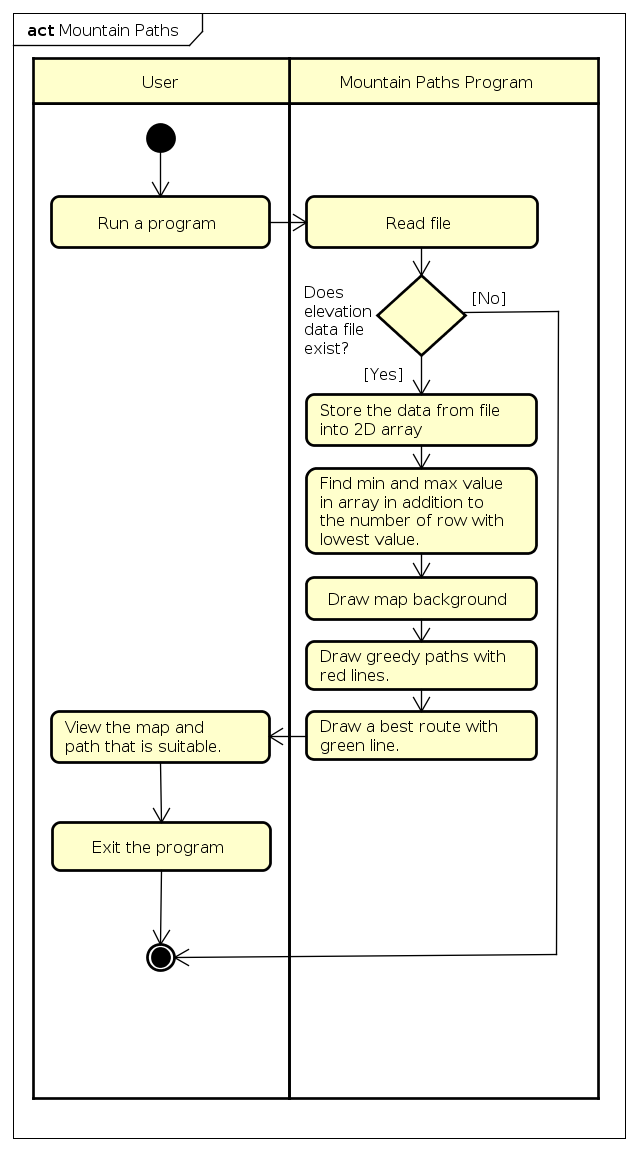 act Mountain Paths
User
Mountain Paths Program
Run a program
Read file
Does
elevation
data file
exist?
[No]
[Yes]
Store the data from file
into 2D array
Find min and max value
in array in addition to
the number of row with
lowest value.
Draw map background
Draw greedy paths with
red lines.
Draw a best route with
green line.
View the map and
path that is suitable.
Exit the program